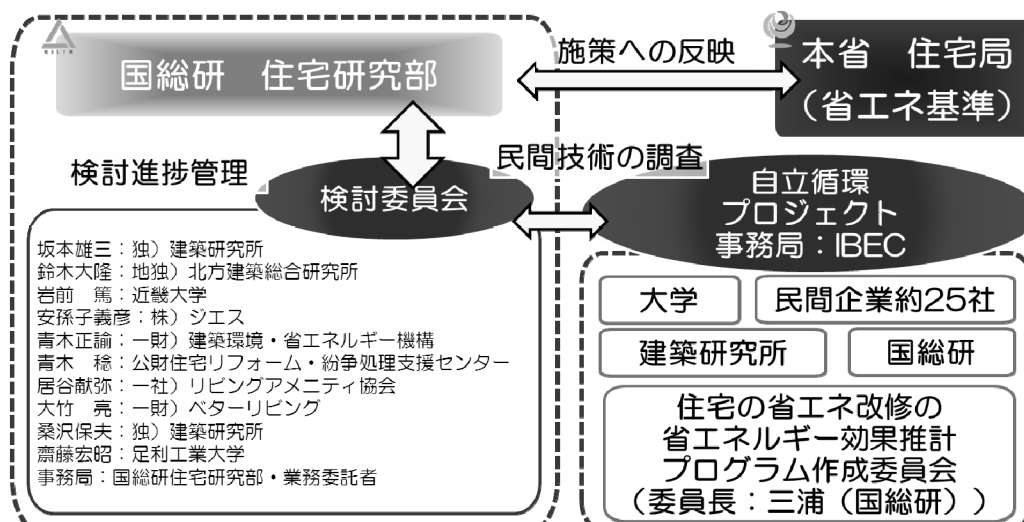 NILIM
国総研 住宅研究部
施策への反映
本省 住宅局
（省エネ基準）
検討進捗管理
民間技術の調査
検討委員会
自立循環
プロジェクト
事務局：IBEC
坂本雄三：独）建築研究所
鈴木大隆：地独）北方建築総合研究所
岩前 篤：近畿大学
安孫子義彦：株）ジエス
青木正諭：一財）建築環境・省エネルギー機構
青木 稔：公財住宅リフォーム・紛争処理支援センター
居谷献弥：一社）リビングアメニティ協会
大竹 亮：一財）ベターリビング
桑沢保夫：独）建築研究所
齋藤宏昭：足利工業大学
事務局：国総研住宅研究部・業務委託者
大学
民間企業約25社
建築研究所
国総研
住宅の省エネ改修の
省エネルギー効果推計
プログラム作成委員会
（委員長：三浦（国総研））